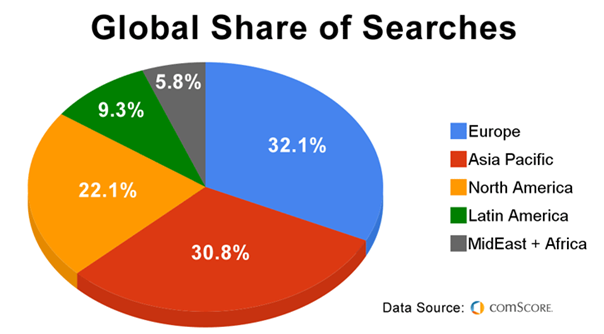 Global Share of Searches
5.8%
9.3%
32.1%
22.1%
30.8%
Europe
Asia Pacific
North America
Latin America
MidEast + Africa
Data Source: comScore.